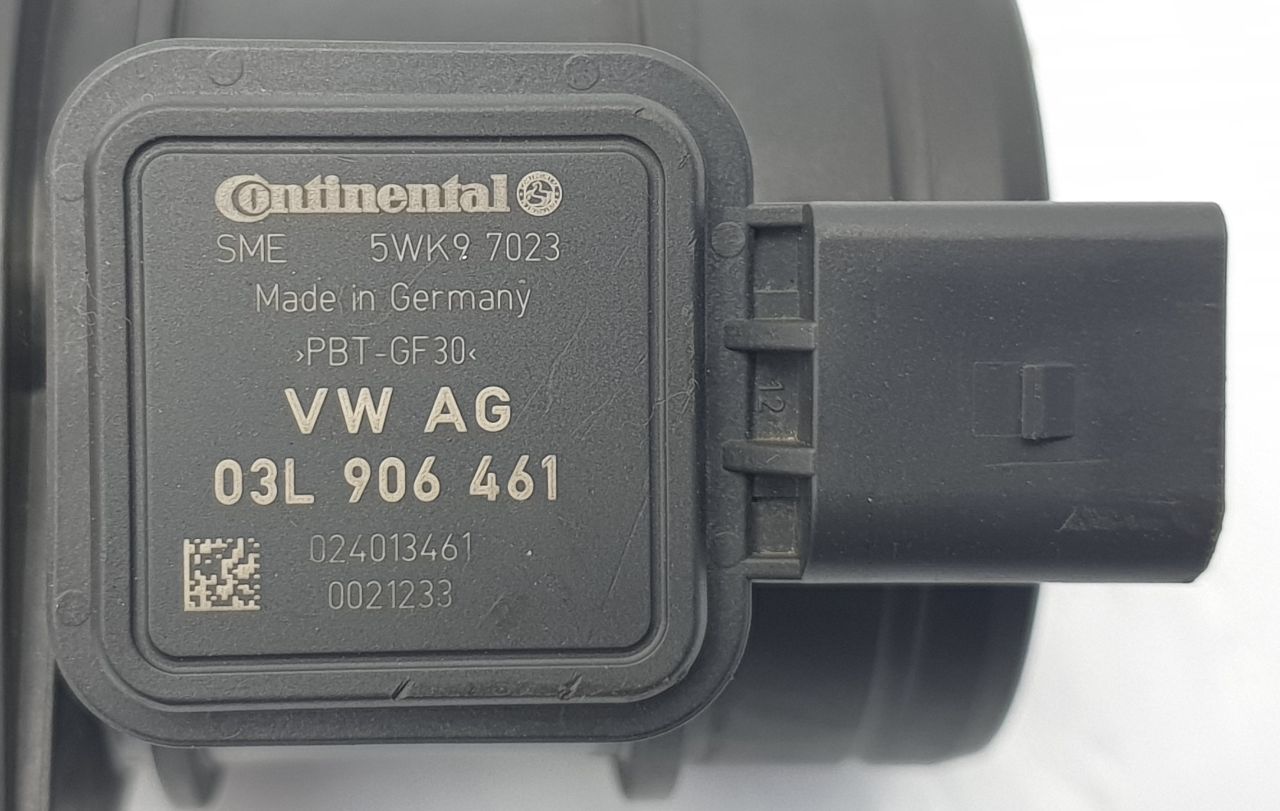 Continental
SME 5WK9 7023
Made in Germany
›PBT-GF30‹
VW AG
03L 906 461
024013461
0021233
12